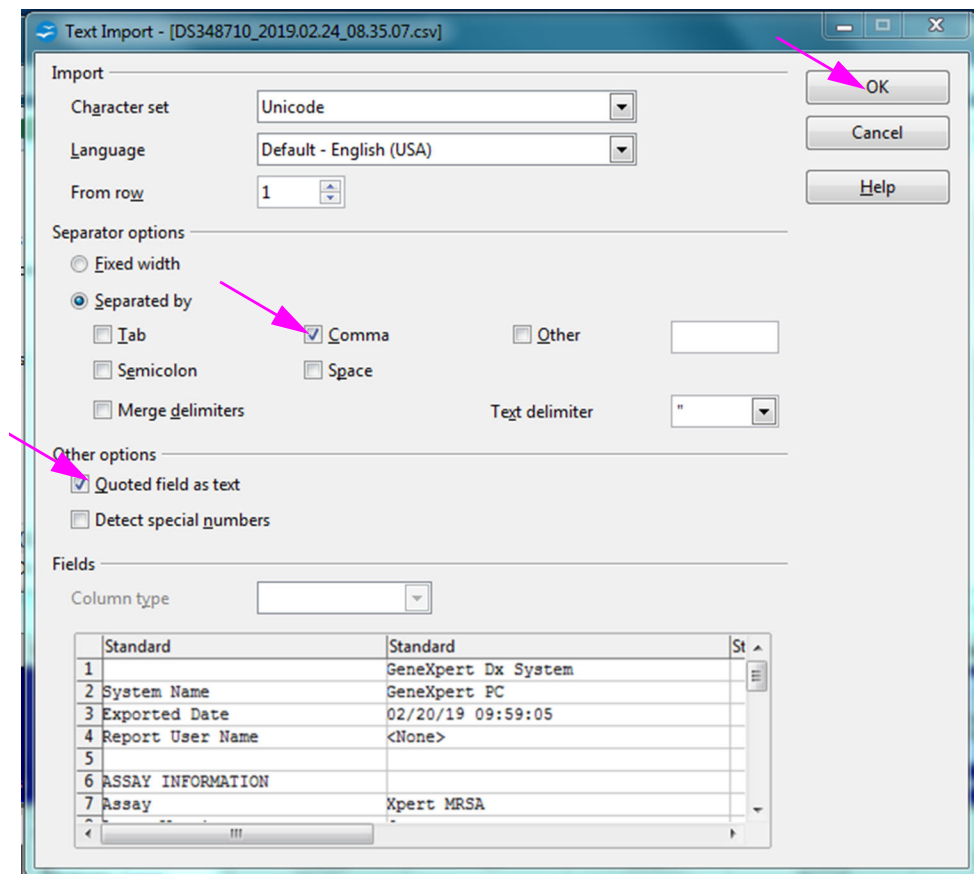 Text Import - [DS348710_2019.02.24_08.35.07.csv]
Import
OK
Character set Unicode
Cancel
Language Default - English (USA)
From row 1
Help
Separator options
Fixed width
Separated by
Tab Comma Other
Semicolon Space
Merge delimiters Text delimiter "
Other options
Quoted field as text
Detect special numbers
Fields
Column type
Standard Standard St
1 GeneXpert Dx System
2 System Name GeneXpert PC
3 Exported Date 02/20/19 09:59:05
4 Report User Name <None>
5
6 ASSAY INFORMATION
7 Assay Xpert MRSA